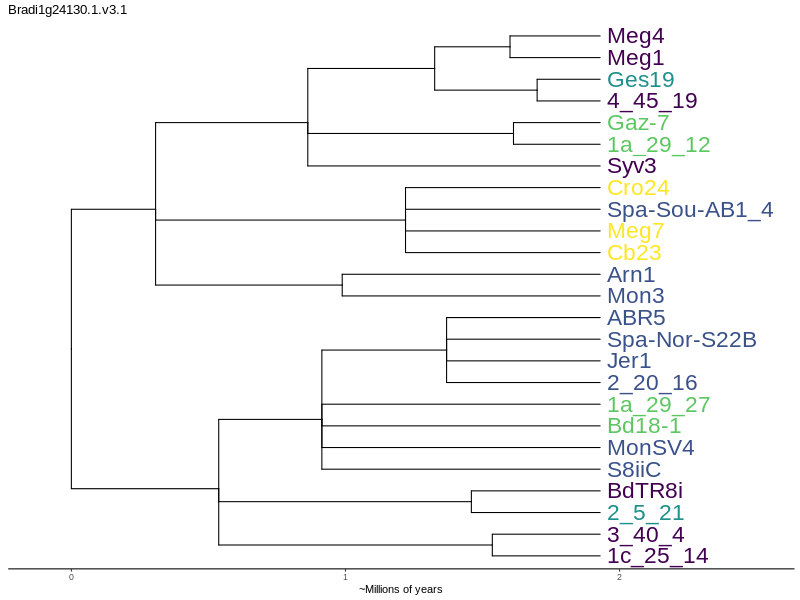 Bradi1g24130.1.v3.1
Meg4
Meg1
Ges19
4_45_19
Gaz-7
1a_29_12
Syv3
Cro24
Spa-Sou-AB1_4
Meg7
Cb23
Arn1
Mon3
ABR5
Spa-Nor-S22B
Jer1
2_20_16
1a_29_27
Bd18-1
MonSV4
S8iiC
BdTR8i
2_5_21
3_40_4
1c_25_14
0 1 2
~Millions of years